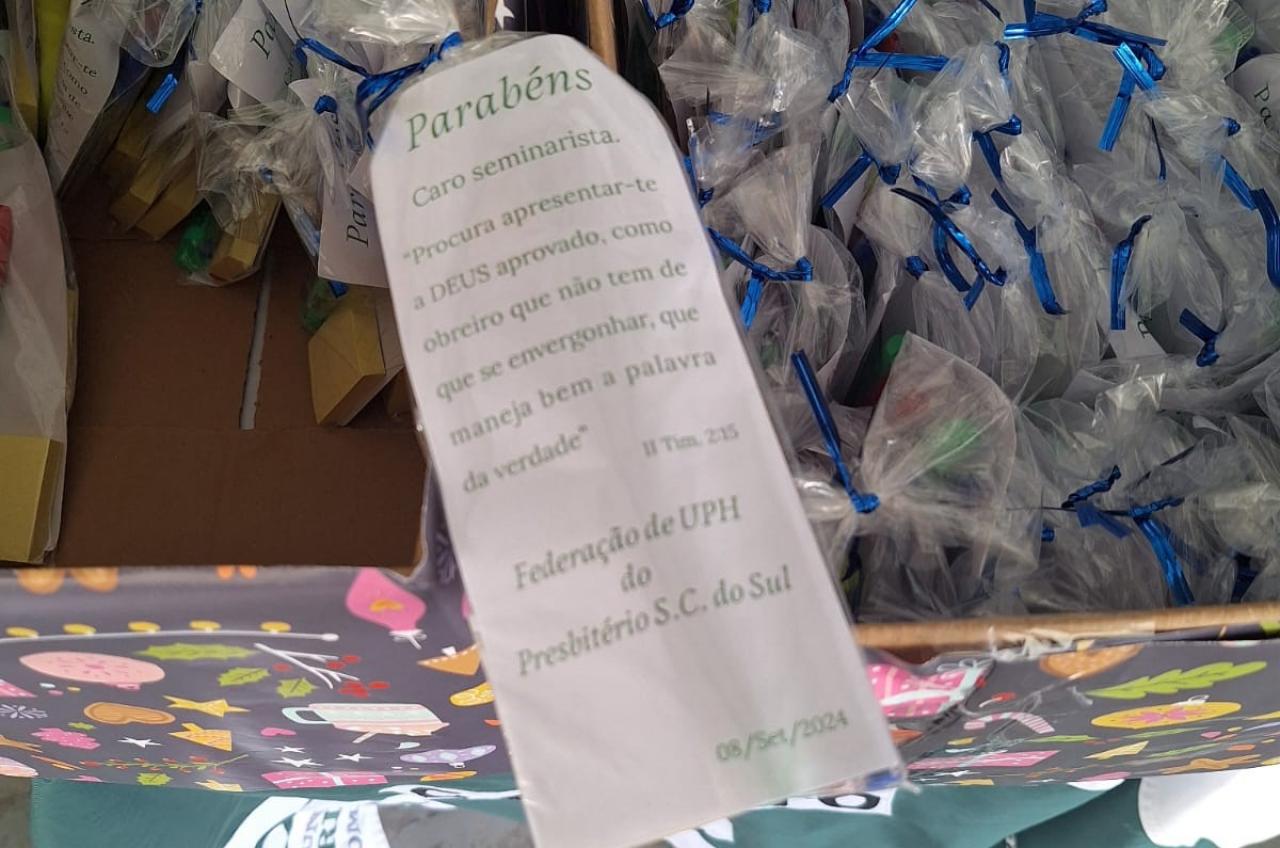 Parabéns
Caro seminarista.
"Procura apresentar-te
a DEUS aprovado, como
obreiro que não tem de
que se envergonhar, que
maneja bem a palavra
da verdade" II Tim. 2:15
Federação de UPH
do
Presbitério S.C. do Sul
08/Set/2024